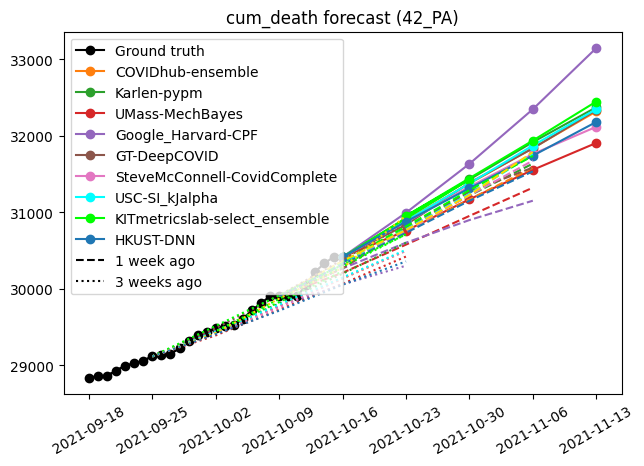 cum_death forecast (42_PA)
33000
32000
31000
30000
29000
Ground truth
COVIDhub-ensemble
Karlen-pypm
UMass-MechBayes
Google_Harvard-CPF
GT-DeepCOVID
SteveMcConnell-CovidComplete
USC-SI_kJalpha
KITmetricslab-select_ensemble
HKUST-DNN
1 week ago
3 weeks ago
2021-09-18
2021-09-25
2021-10-02
2021-10-09
2021-10-16
2021-10-23
2021-10-30
2021-11-06
2021-11-13